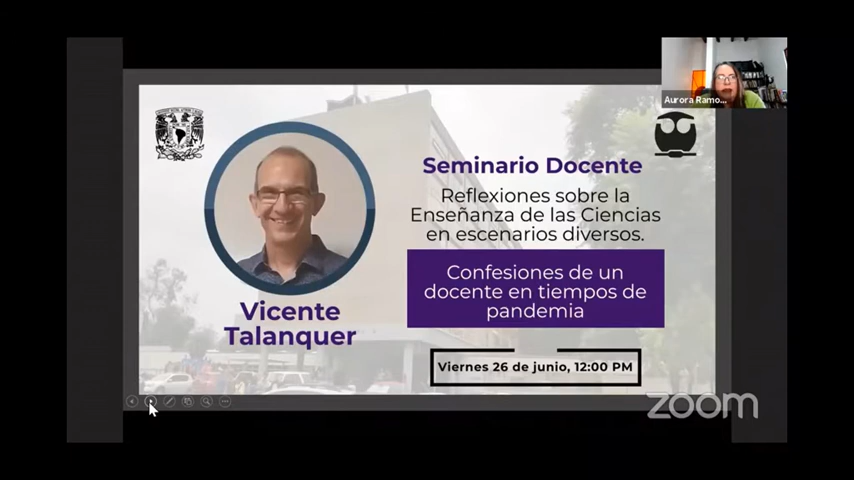 Aurora Ramo...
Seminario Docente
Reflexiones sobre la
Enseñanza de las Ciencias
en escenarios diversos.
Confesiones de un
docente en tiempos de
pandemia
Vicente
Talanquer
Viernes 26 de junio, 12:00 PM
zoom